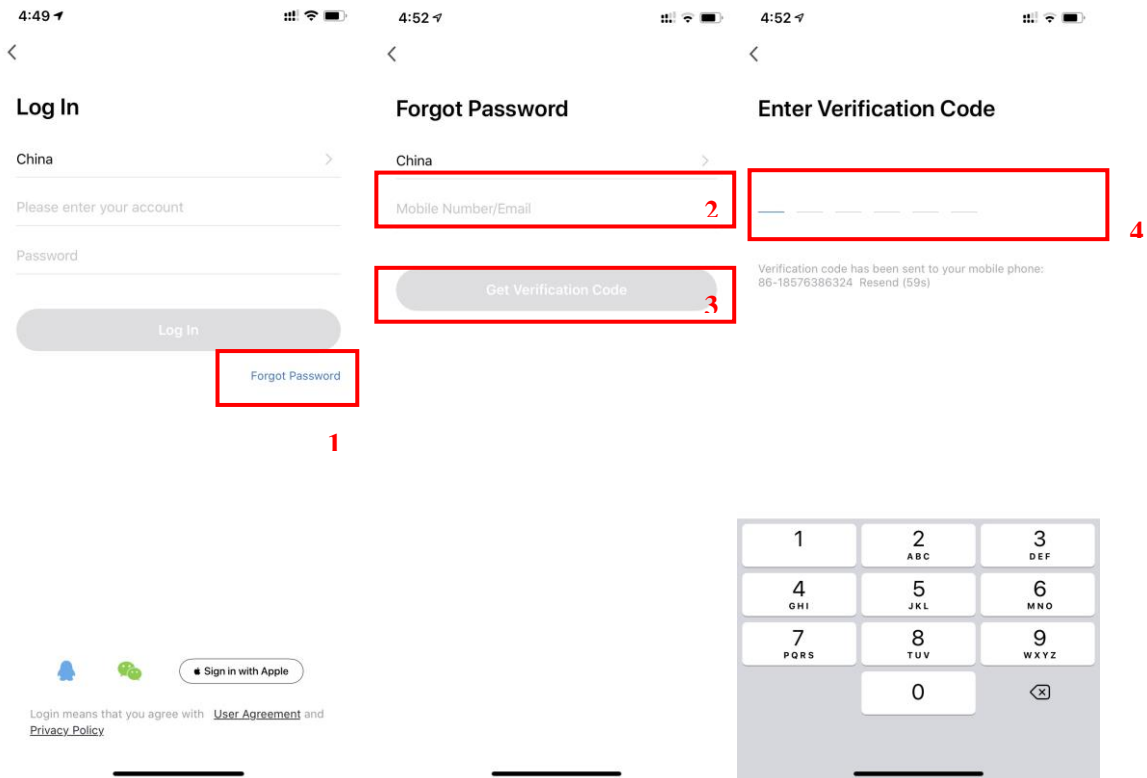 4:49
Log In
China
Please enter your account
Password
Log In
Forgot Password
1
Sign in with Apple
Login means that you agree with User Agreement and
Privacy Policy
4:52
Forgot Password
China
Mobile Number/Email
2
Get Verification Code
3
4:52
Enter Verification Code
4
Verification code has been sent to your mobile phone:
86-18576386324 Resend (59s)
1 2 3
ABC DEF
4 5 6
GHI JKL MNO
7 8 9
PQRS TUV WXYZ
0